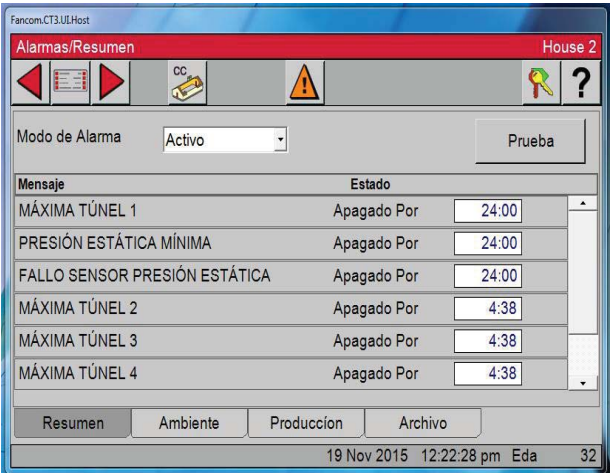 Fancom.CT3.UI.Host
Alarmas/Resumen House 2
CC
?
Modo de Alarma Activo Prueba
Mensaje Estado
MÁXIMA TÚNEL 1 Apagado Por 24:00
PRESIÓN ESTÁTICA MÍNIMA Apagado Por 24:00
FALLO SENSOR PRESIÓN ESTÁTICA Apagado Por 24:00
MÁXIMA TÚNEL 2 Apagado Por 4:38
MÁXIMA TÚNEL 3 Apagado Por 4:38
MÁXIMA TÚNEL 4 Apagado Por 4:38
Resumen Ambiente Produccíon Archivo
19 Nov 2015 12:22:28 pm Eda 32